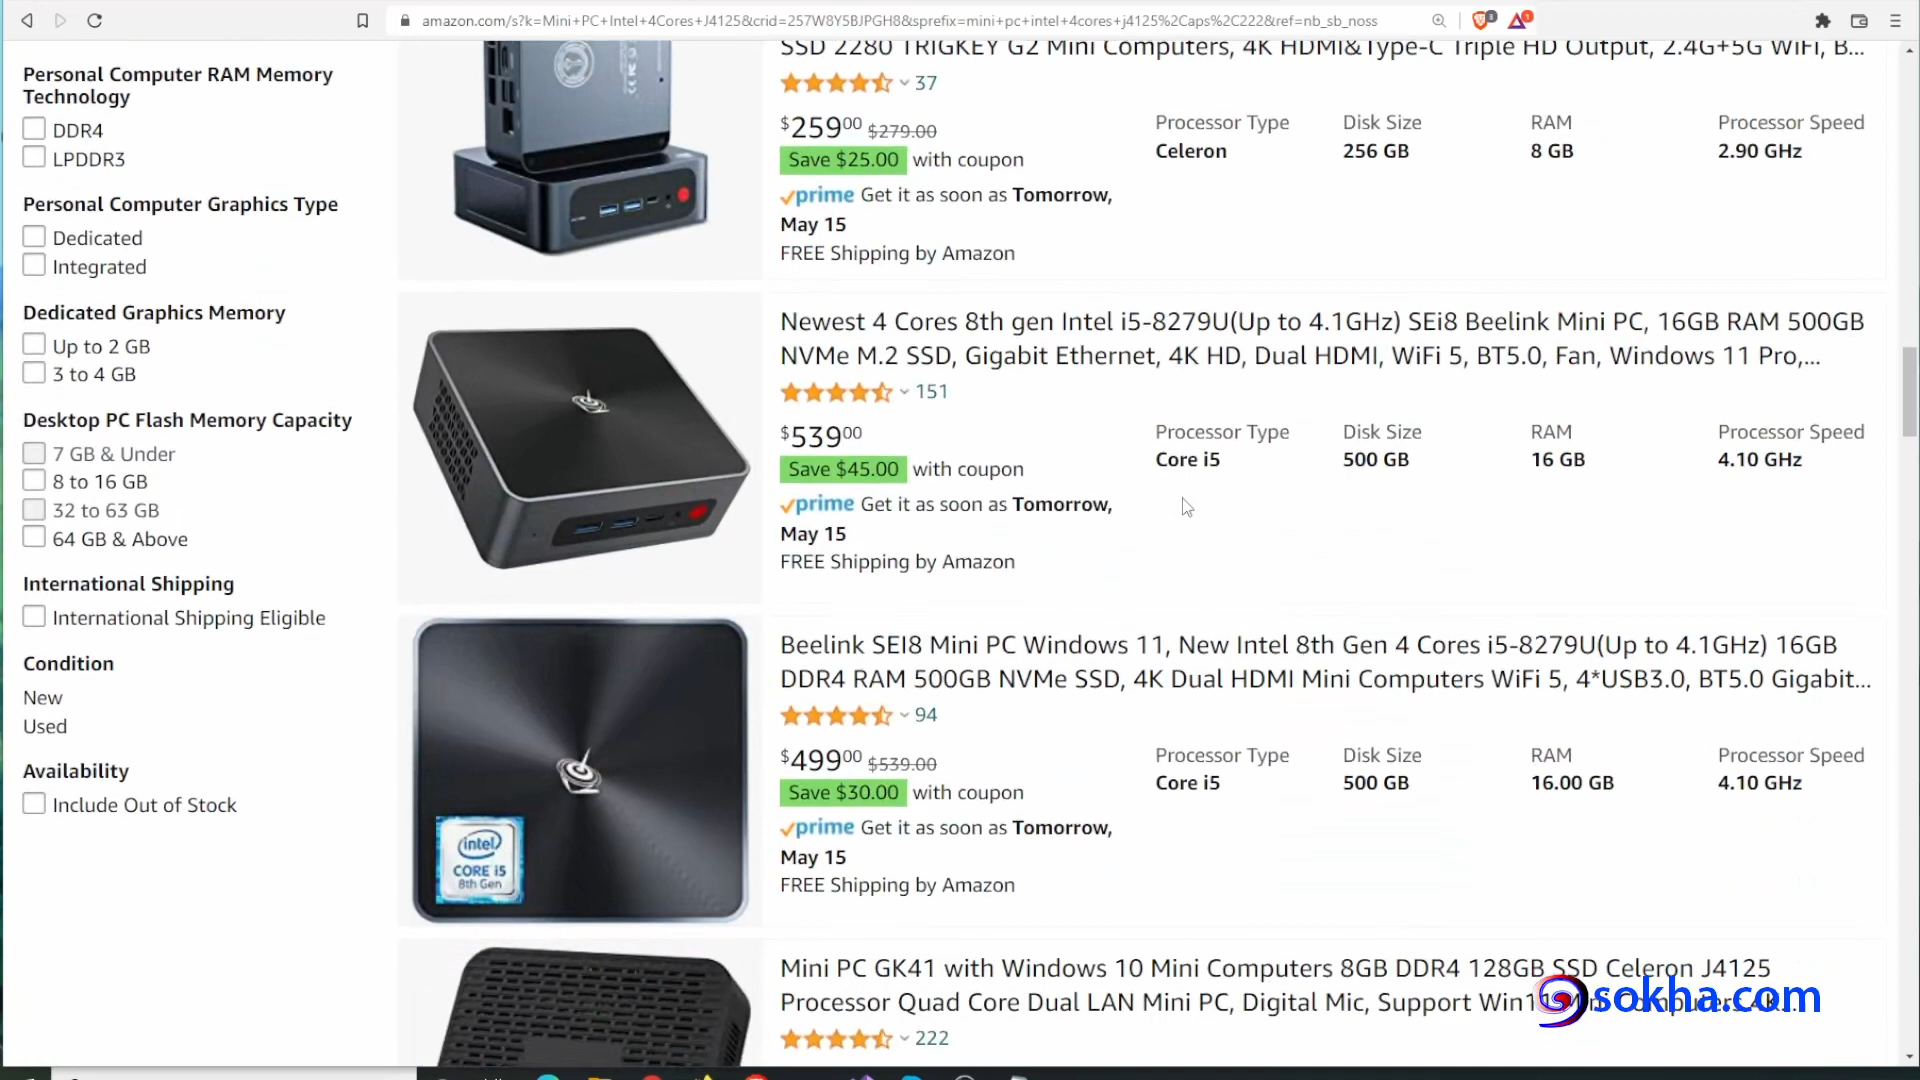 amazon.com/s?k=Mini+PC+Intel+4Cores+J4125&crid=257W8Y5BJPGH8&sprefix=mini+pc+intel+4cores+j4125%2Caps%2C222&ref=nb_sb_noss
Personal Computer RAM Memory
Technology
DDR4
LPDDR3
Personal Computer Graphics Type
Dedicated
Integrated
Dedicated Graphics Memory
Up to 2 GB
3 to 4 GB
Desktop PC Flash Memory Capacity
7 GB & Under
8 to 16 GB
32 to 63 GB
64 GB & Above
International Shipping
International Shipping Eligible
Condition
New
Used
Availability
Include Out of Stock
SSD 2280 TRIGKEY G2 Mini Computers, 4K HDMI&Type-C Triple HD Output, 2.4G+5G WiFi, B...
37
$259.00 $279.00
Save $25.00 with coupon
prime Get it as soon as Tomorrow,
May 15
FREE Shipping by Amazon
Processor Type Disk Size RAM Processor Speed
Celeron 256 GB 8 GB 2.90 GHz
Newest 4 Cores 8th gen Intel i5-8279U(Up to 4.1GHz) SEi8 Beelink Mini PC, 16GB RAM 500GB
NVMe M.2 SSD, Gigabit Ethernet, 4K HD, Dual HDMI, WiFi 5, BT5.0, Fan, Windows 11 Pro,...
151
$539.00
Save $45.00 with coupon
prime Get it as soon as Tomorrow,
May 15
FREE Shipping by Amazon
Processor Type Disk Size RAM Processor Speed
Core i5 500 GB 16 GB 4.10 GHz
intel
CORE i5
8th Gen
Beelink SEI8 Mini PC Windows 11, New Intel 8th Gen 4 Cores i5-8279U(Up to 4.1GHz) 16GB
DDR4 RAM 500GB NVMe SSD, 4K Dual HDMI Mini Computers WiFi 5, 4*USB3.0, BT5.0 Gigabit...
94
$499.00 $539.00
Save $30.00 with coupon
prime Get it as soon as Tomorrow,
May 15
FREE Shipping by Amazon
Processor Type Disk Size RAM Processor Speed
Core i5 500 GB 16.00 GB 4.10 GHz
Mini PC GK41 with Windows 10 Mini Computers 8GB DDR4 128GB SSD Celeron J4125
Processor Quad Core Dual LAN Mini PC, Digital Mic, Support Win11 Mini Computers 4K...
222
sokha.com